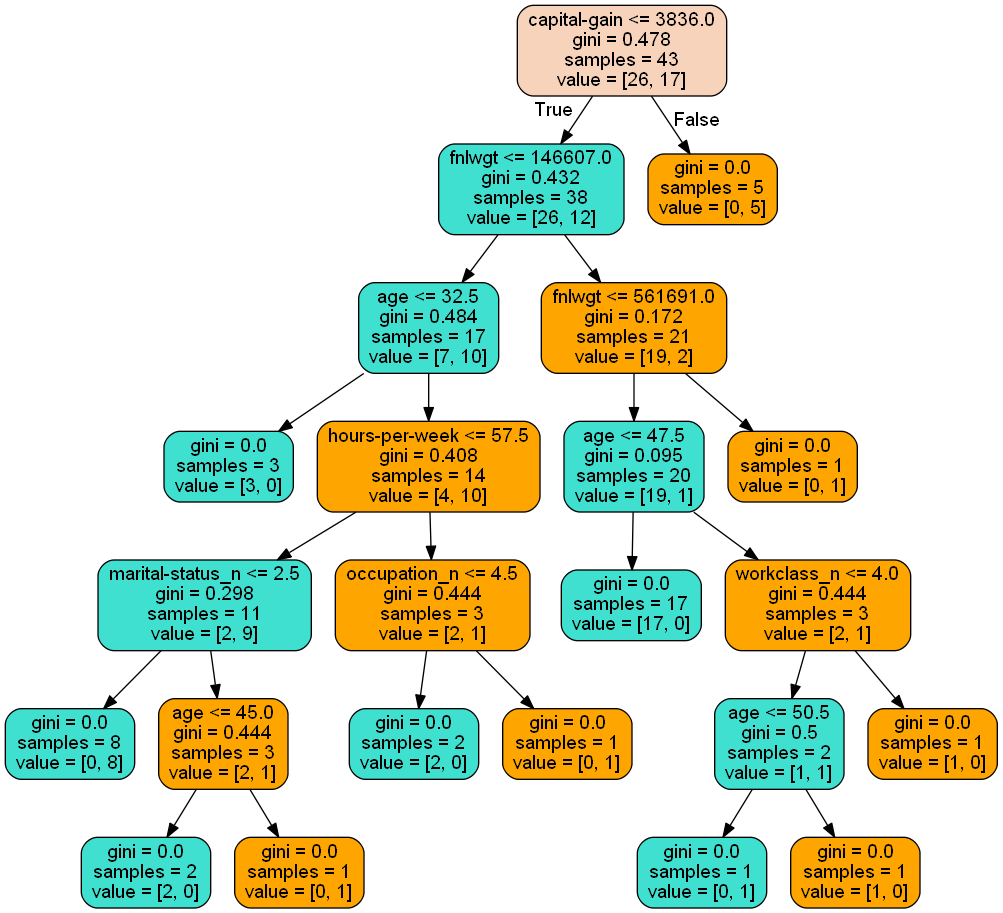 capital-gain <= 3836.0
gini = 0.478
samples = 43
value = [26, 17]
True
False
fnlwgt <= 146607.0
gini = 0.432
samples = 38
value = [26, 12]
gini = 0.0
samples = 5
value = [0, 5]
age <= 32.5
gini = 0.484
samples = 17
value = [7, 10]
fnlwgt <= 561691.0
gini = 0.172
samples = 21
value = [19, 2]
gini = 0.0
samples = 3
value = [3, 0]
hours-per-week <= 57.5
gini = 0.408
samples = 14
value = [4, 10]
age <= 47.5
gini = 0.095
samples = 20
value = [19, 1]
gini = 0.0
samples = 1
value = [0, 1]
marital-status_n <= 2.5
gini = 0.298
samples = 11
value = [2, 9]
occupation_n <= 4.5
gini = 0.444
samples = 3
value = [2, 1]
gini = 0.0
samples = 17
value = [17, 0]
workclass_n <= 4.0
gini = 0.444
samples = 3
value = [2, 1]
gini = 0.0
samples = 8
value = [0, 8]
age <= 45.0
gini = 0.444
samples = 3
value = [2, 1]
gini = 0.0
samples = 2
value = [2, 0]
gini = 0.0
samples = 1
value = [0, 1]
age <= 50.5
gini = 0.5
samples = 2
value = [1, 1]
gini = 0.0
samples = 1
value = [1, 0]
gini = 0.0
samples = 2
value = [2, 0]
gini = 0.0
samples = 1
value = [0, 1]
gini = 0.0
samples = 1
value = [0, 1]
gini = 0.0
samples = 1
value = [1, 0]